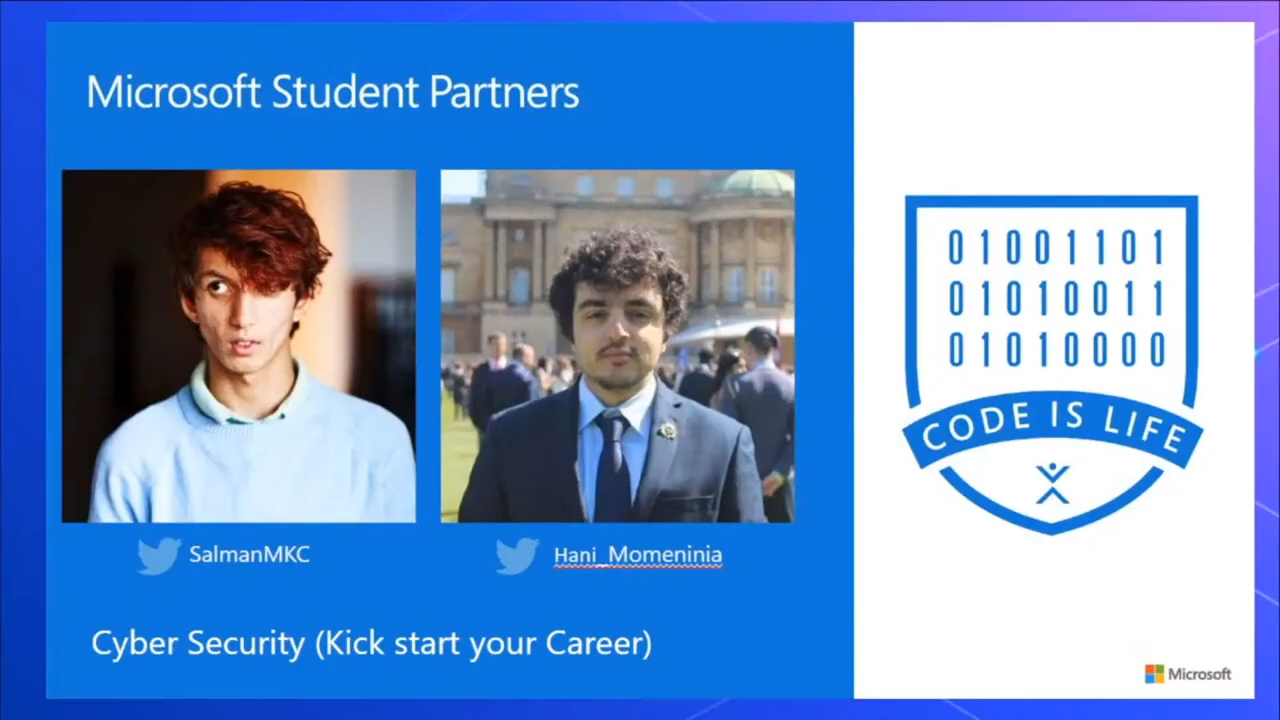 Microsoft Student Partners
SalmanMKC
Hani_Momeninia
Cyber Security (Kick start your Career)
01001101
01010011
01010000
CODE IS LIFE
Microsoft